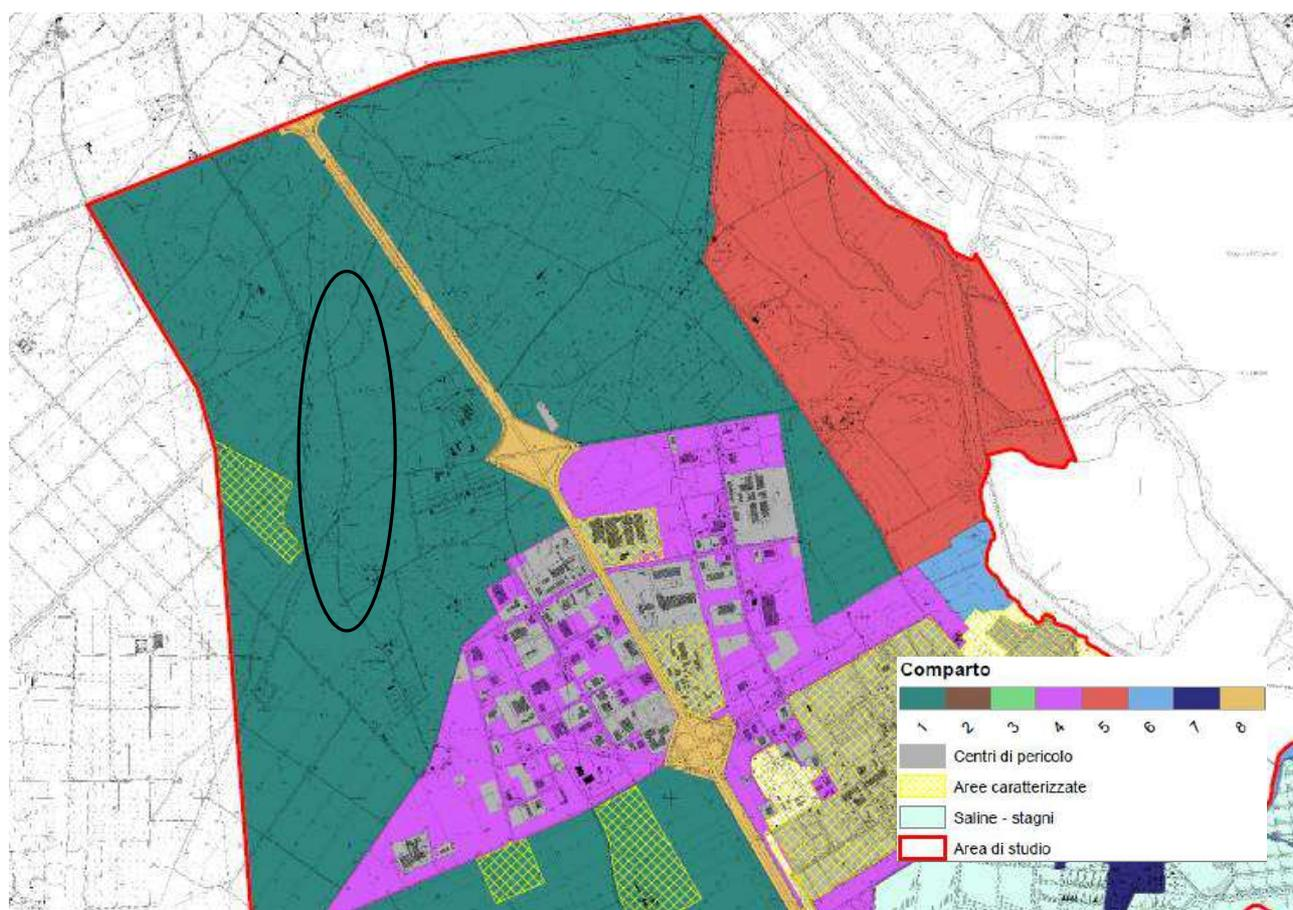 Comparto
1 2 3 4 5 6 7 8
Centri di pericolo
Aree caratterizzate
Saline - stagni
Area di studio